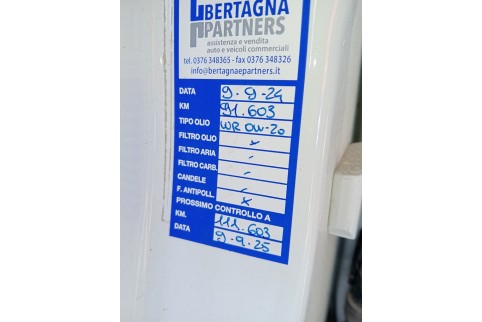 BERTAGNA
PARTNERS
assistenza e vendita
auto e veicoli commerciali
tel. 0376 348365 - fax 0376 348326
info@bertagnaepartners.it
DATA 9-9-24
KM 91.603
TIPO OLIO WR 0W-20
FILTRO OLIO x
FILTRO ARIA -
FILTRO CARB. -
CANDELE -
F. ANTIPOLL. x
PROSSIMO CONTROLLO A
KM. 111.603
DATA 9-9-25